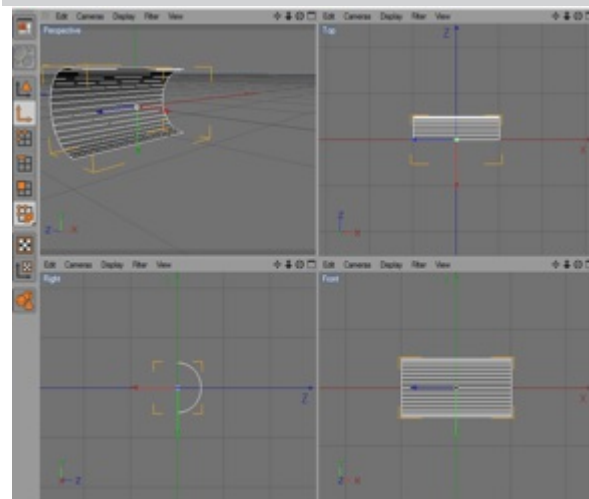 Edit Cameras Display Filter View
Edit Cameras Display Filter View
Perspective
Top
Z
X
Z X
Z
X
Edit Cameras Display Filter View
Edit Cameras Display Filter View
Right
Front
Z
X
Z
X